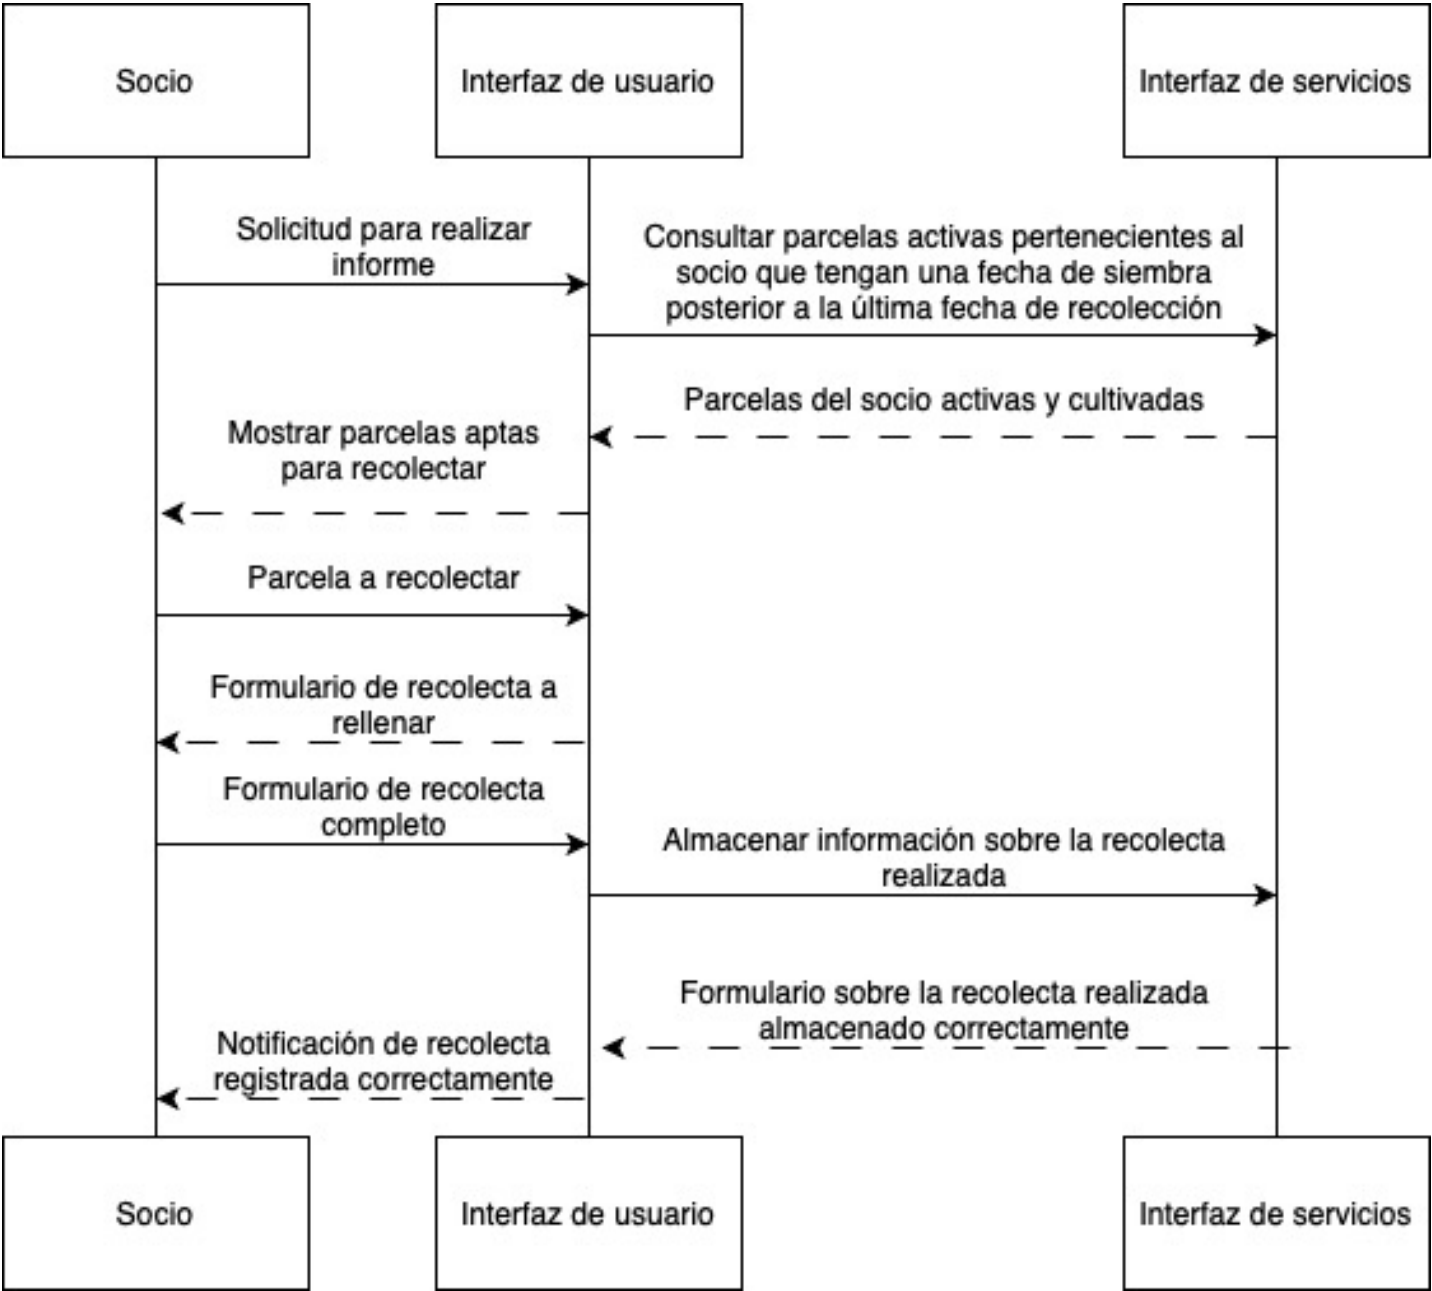 Socio
Interfaz de usuario
Interfaz de servicios
Solicitud para realizar
informe
Consultar parcelas activas pertenecientes al
socio que tengan una fecha de siembra
posterior a la última fecha de recolección
Parcelas del socio activas y cultivadas
Mostrar parcelas aptas
para recolectar
Parcela a recolectar
Formulario de recolecta a
rellenar
Formulario de recolecta
completo
Almacenar información sobre la recolecta
realizada
Formulario sobre la recolecta realizada
almacenado correctamente
Notificación de recolecta
registrada correctamente
Socio
Interfaz de usuario
Interfaz de servicios